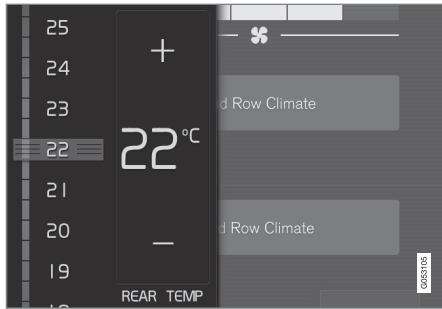 25
24
23
22
21
20
19
+
22°C
–
REAR TEMP
Row Climate
Row Climate
G053105